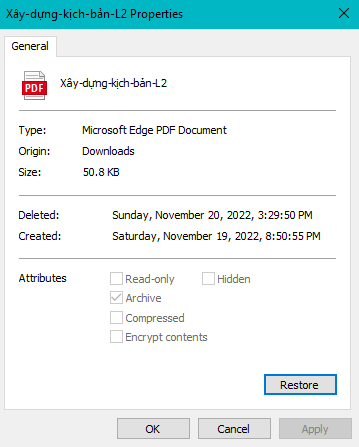 Xây-dựng-kịch-bản-L2 Properties
General
PDF
Xây-dựng-kịch-bản-L2
Type: Microsoft Edge PDF Document
Origin: Downloads
Size: 50.8 KB
Deleted: Sunday, November 20, 2022, 3:29:50 PM
Created: Saturday, November 19, 2022, 8:50:55 PM
Attributes Read-only Hidden
Archive
Compressed
Encrypt contents
Restore
OK Cancel Apply